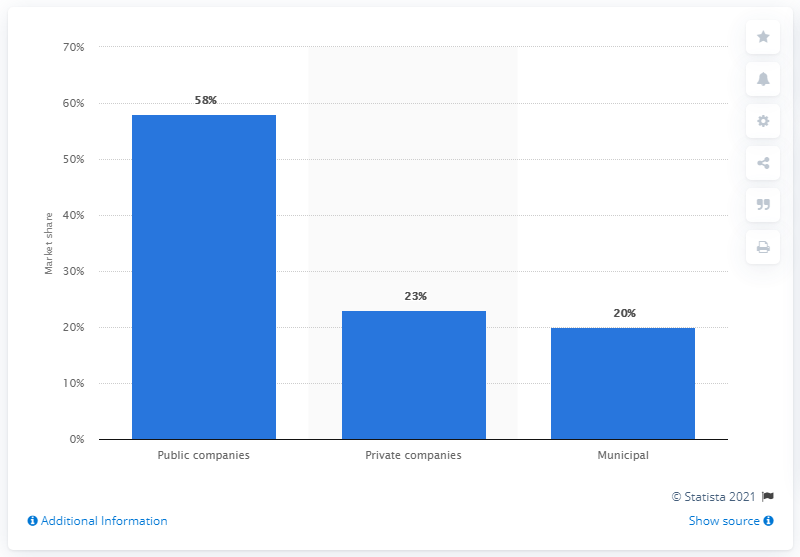 70%
58%
60%
50%
40%
Market share
30%
23%
20%
20%
10%
0%
Public companies
Private companies
Municipal
© Statista 2021
Additional Information
Show source